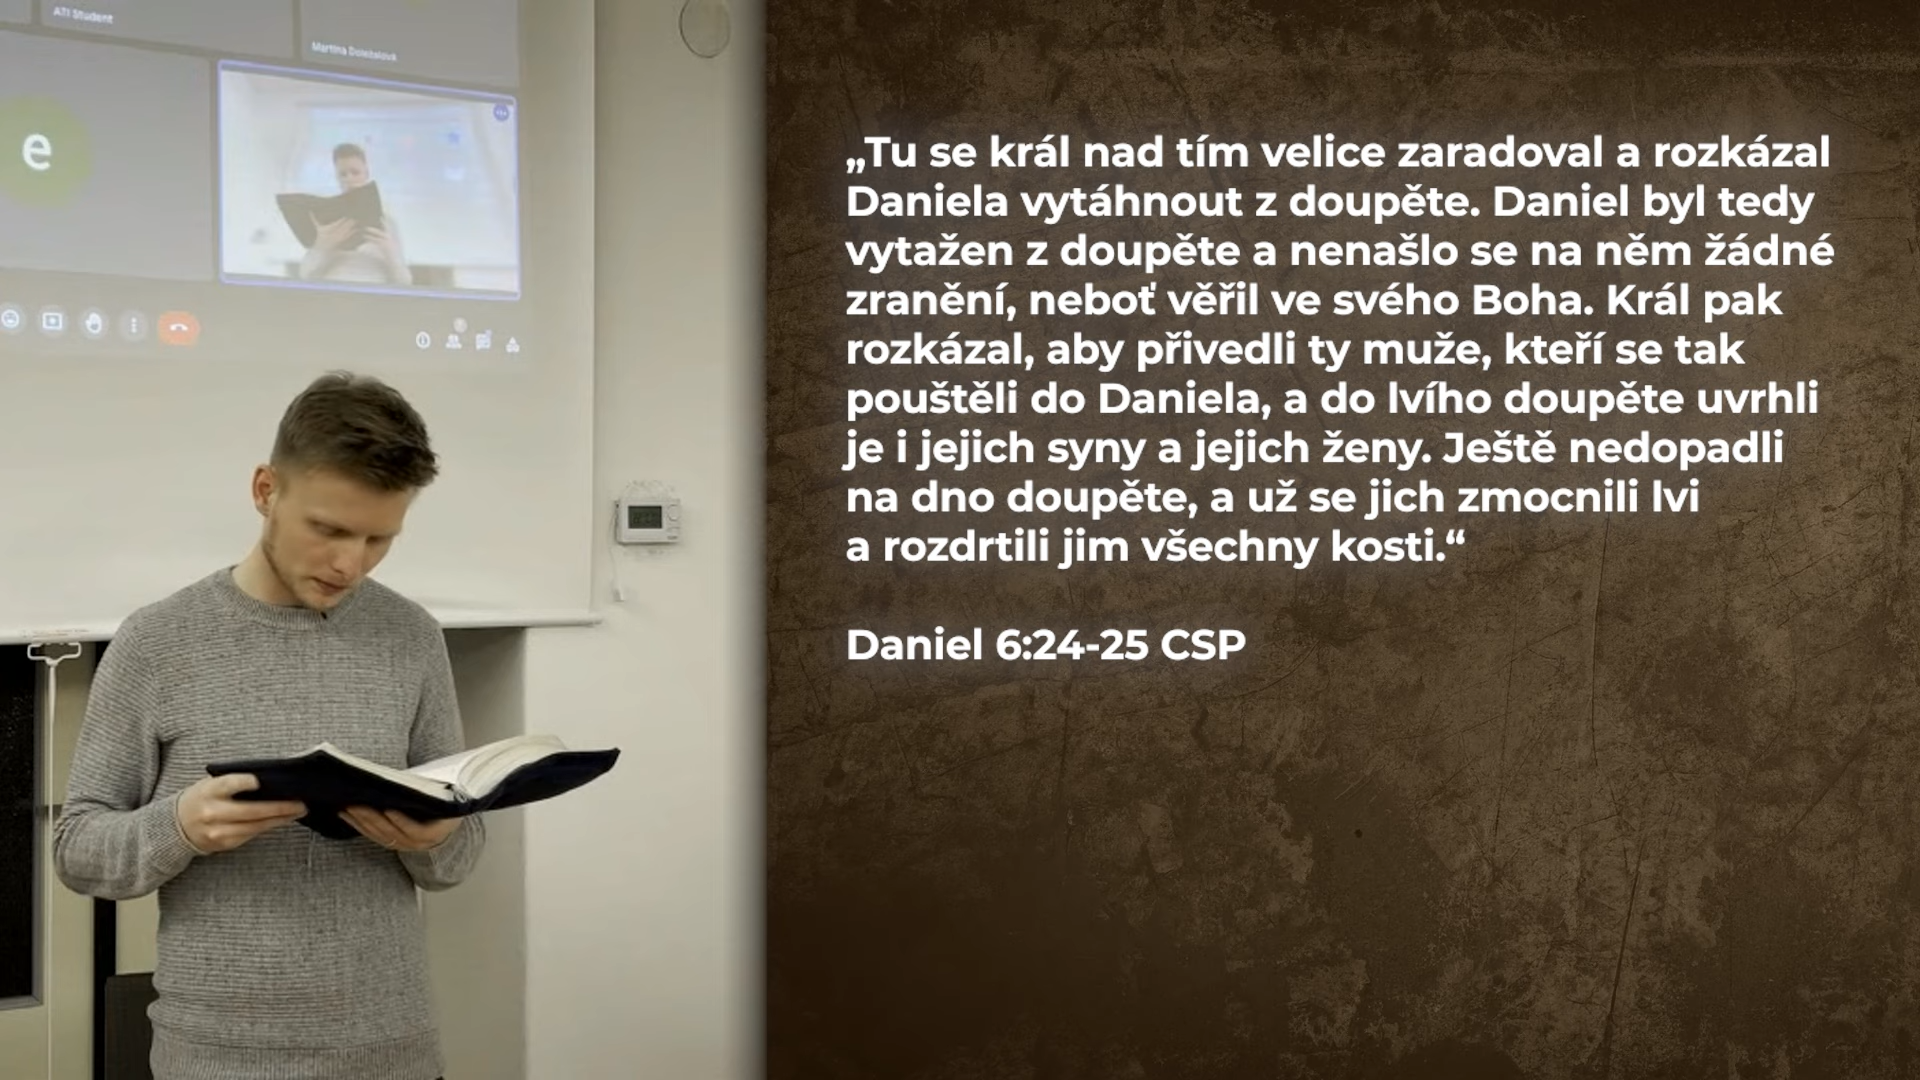 ATI Student
Martina Dolebalová
e
„Tu se král nad tím velice zaradoval a rozkázal
Daniela vytáhnout z doupěte. Daniel byl tedy
vytažen z doupěte a nenašlo se na něm žádné
zranění, neboť věřil ve svého Boha. Král pak
rozkázal, aby přivedli ty muže, kteří se tak
pouštěli do Daniela, a do lvího doupěte uvrhli
je i jejich syny a jejich ženy. Ještě nedopadli
na dno doupěte, a už se jich zmocnili lvi
a rozdrtili jim všechny kosti.“
Daniel 6:24-25 CSP